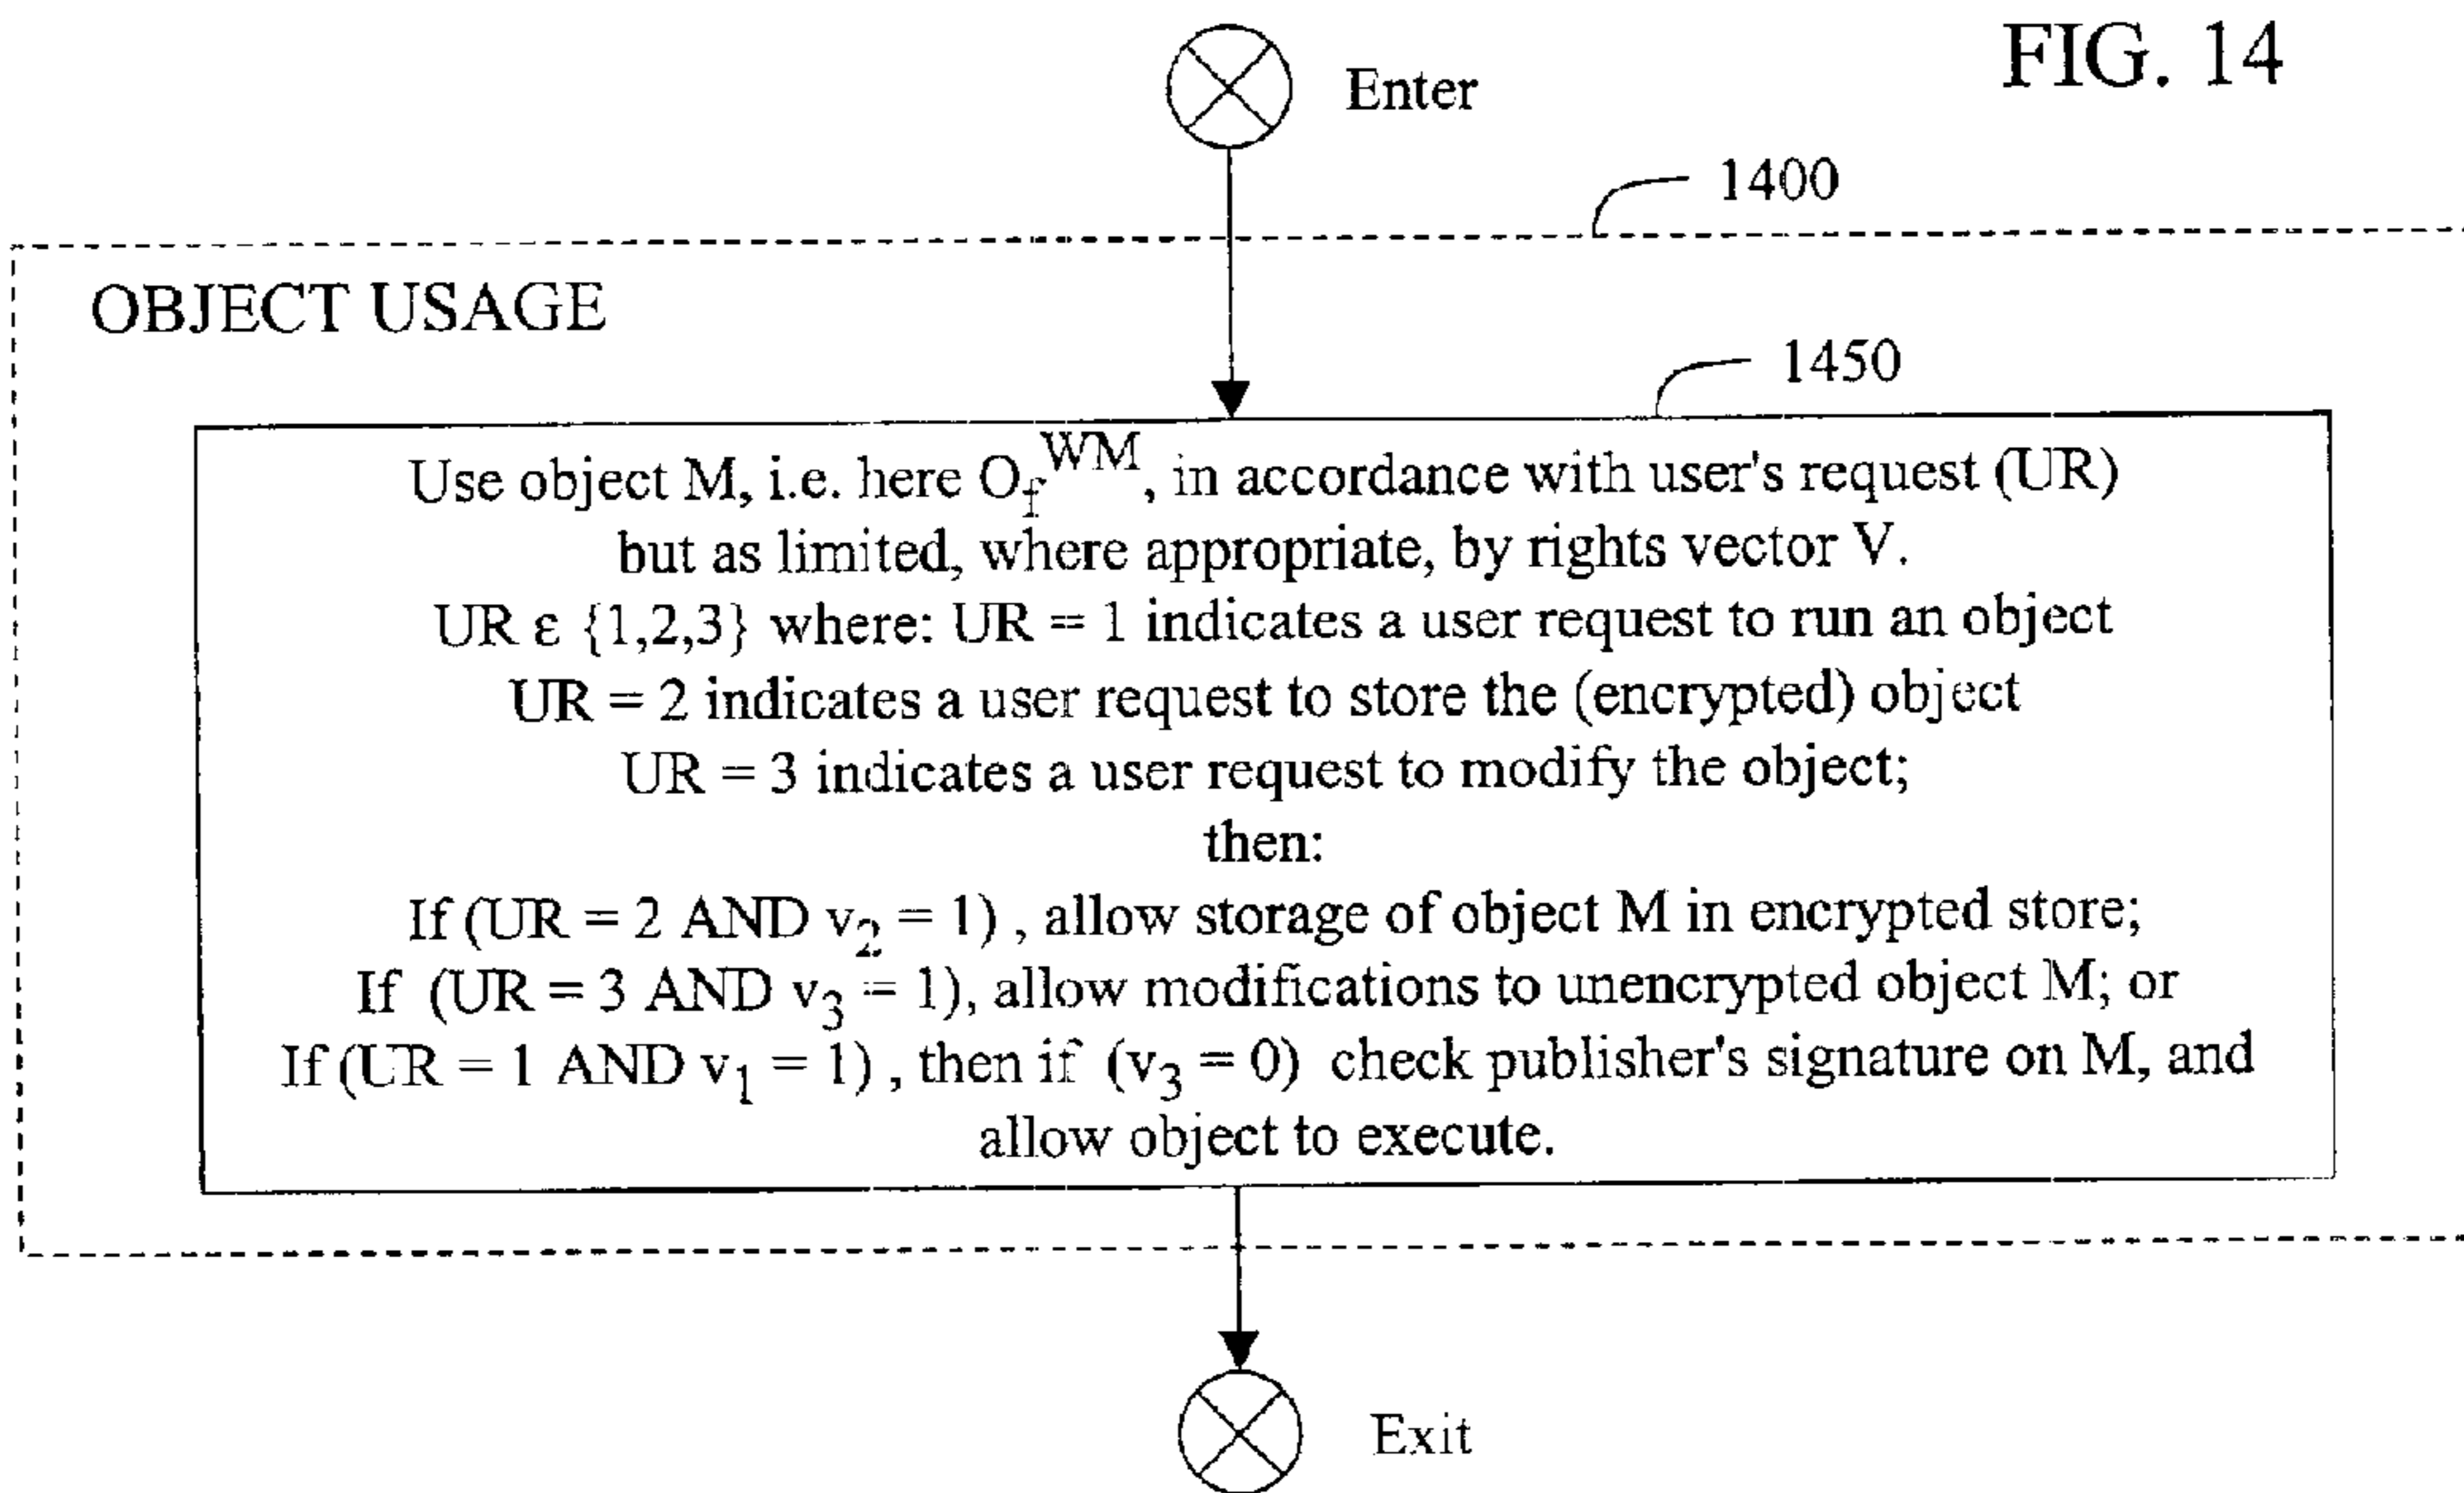 FIG. 14
Enter
1400
OBJECT USAGE
1450
Use object M, i.e. here O_f^WM, in accordance with user's request (UR)
but as limited, where appropriate, by rights vector V.
UR ε {1,2,3} where: UR = 1 indicates a user request to run an object
UR = 2 indicates a user request to store the (encrypted) object
UR = 3 indicates a user request to modify the object;
then:
If (UR = 2 AND v₂ = 1) , allow storage of object M in encrypted store;
If (UR = 3 AND v₃ = 1), allow modifications to unencrypted object M; or
If (UR = 1 AND v₁ = 1) , then if (v₃ = 0) check publisher's signature on M, and
allow object to execute.
Exit